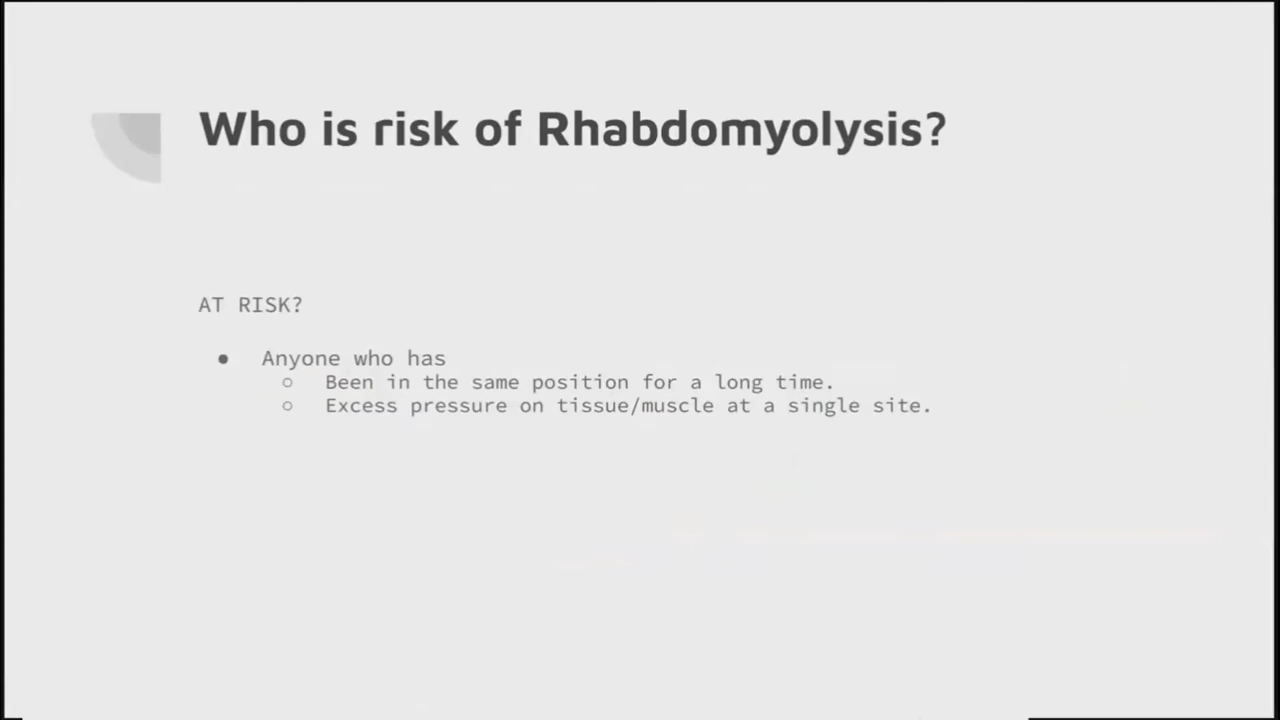 Who is risk of Rhabdomyolysis?
AT RISK?
● Anyone who has
○ Been in the same position for a long time.
○ Excess pressure on tissue/muscle at a single site.